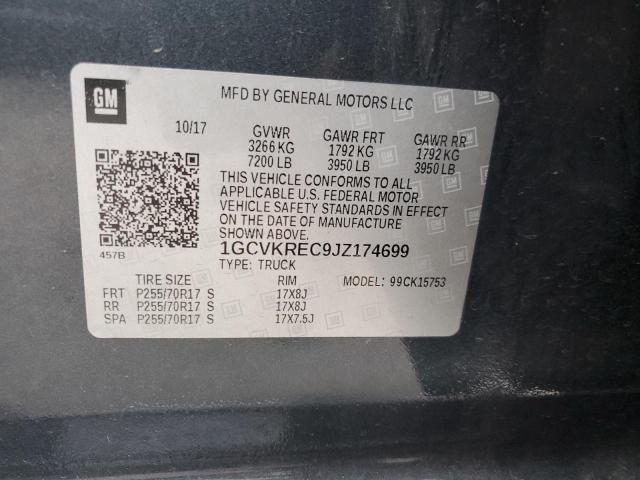 GM
MFD BY GENERAL MOTORS LLC
10/17 GVWR GAWR FRT GAWR RR
3266 KG 1792 KG 1792 KG
7200 LB 3950 LB 3950 LB
THIS VEHICLE CONFORMS TO ALL
APPLICABLE U.S. FEDERAL MOTOR
VEHICLE SAFETY STANDARDS IN EFFECT
ON THE DATE OF MANUFACTURE
SHOWN ABOVE.
457B 1GCVKREC9JZ174699
TYPE: TRUCK
TIRE SIZE RIM MODEL: 99CK15753
FRT P255/70R17 S 17X8J
RR P255/70R17 S 17X8J
SPA P255/70R17 S 17X7.5J